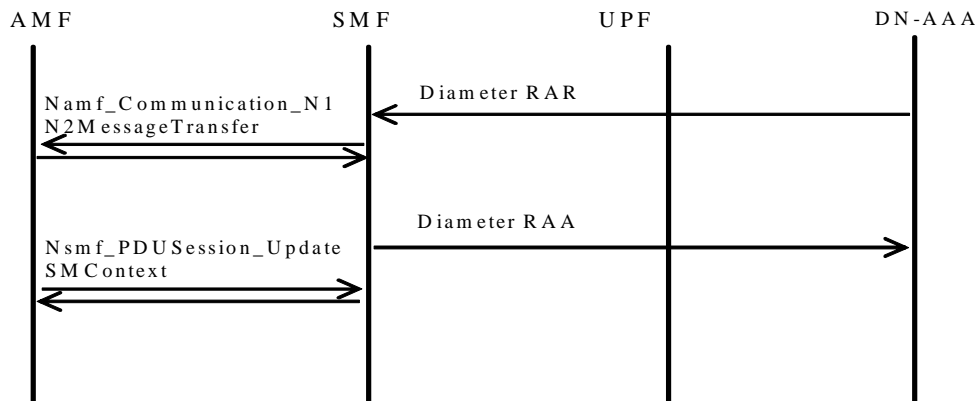 AMF
SMF
UPF
DN-AAA
Diameter RAR
Namf_Communication_N1
N2MessageTransfer
Diameter RAA
Nsmf_PDUSession_Update
SMContext